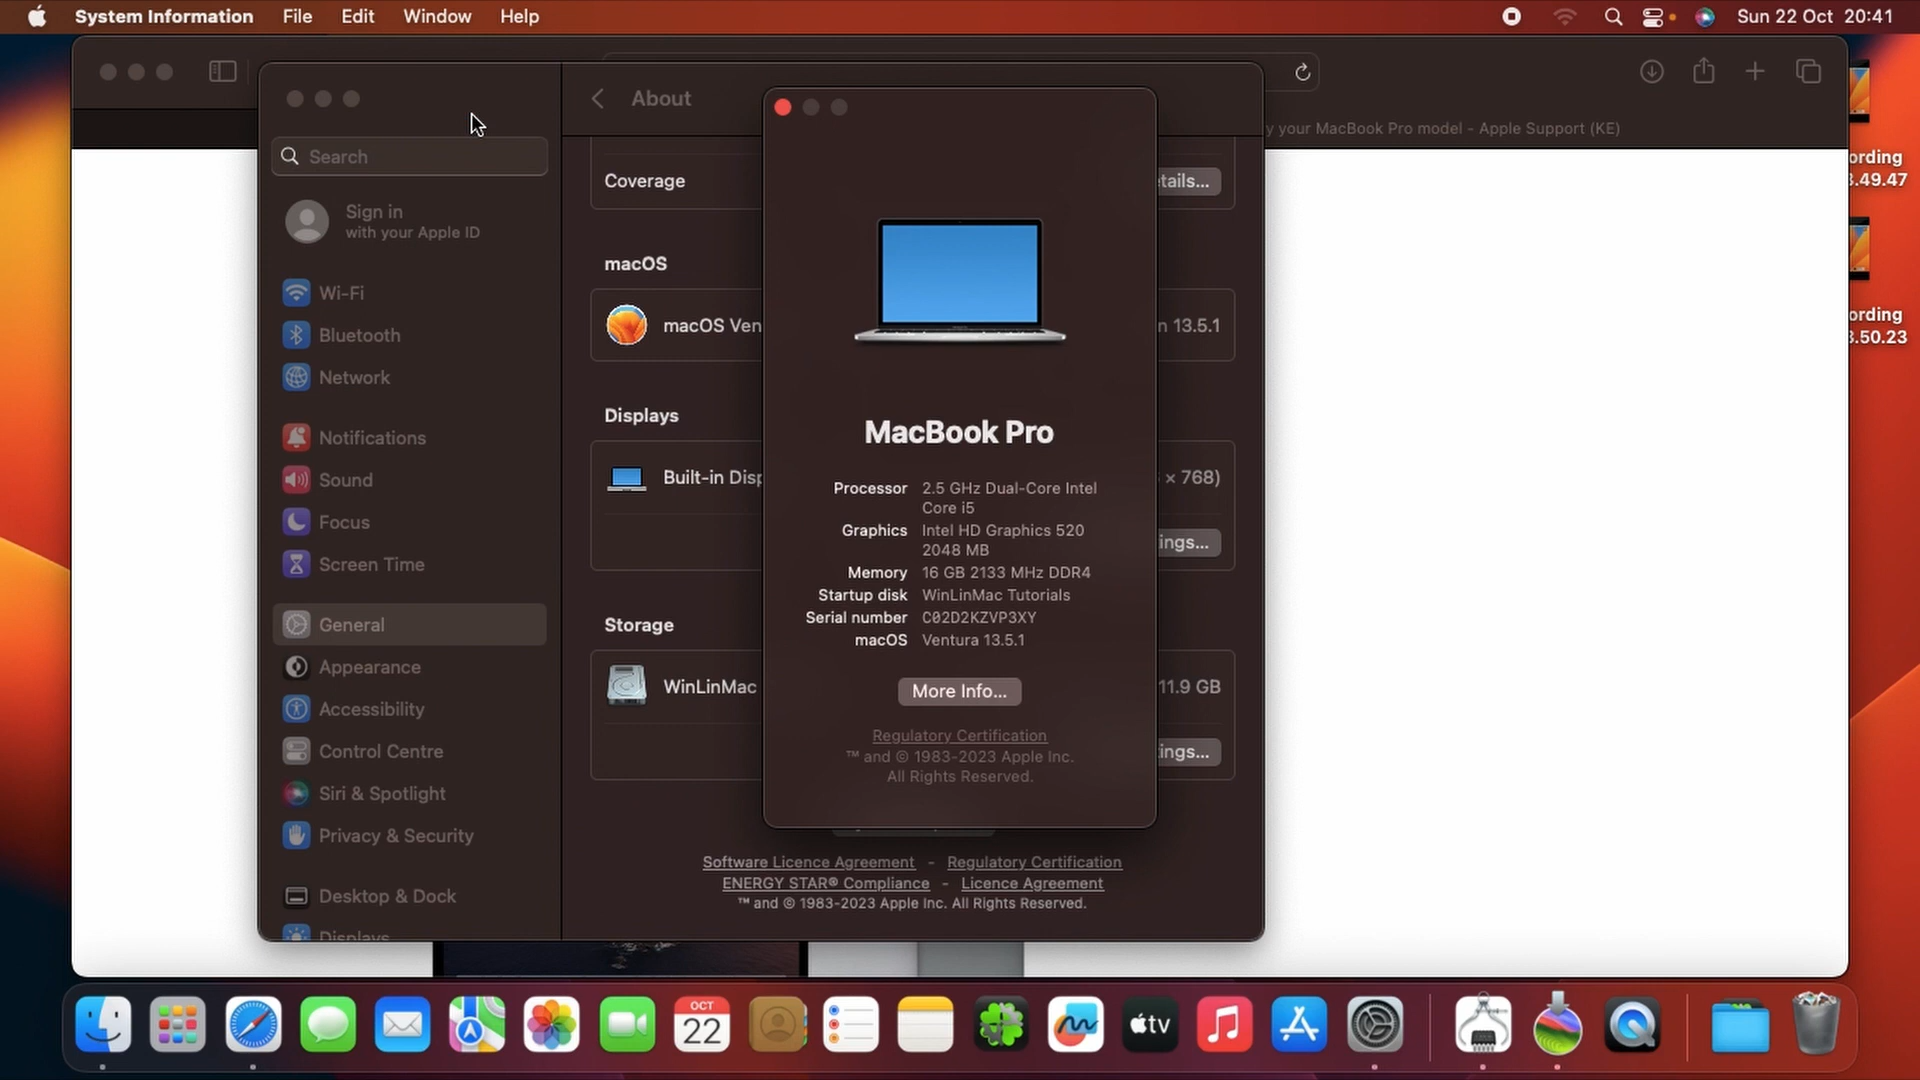 System Information File Edit Window Help
Sun 22 Oct 20:41
y your MacBook Pro model - Apple Support (KE)
Search
Sign in
with your Apple ID
Wi-Fi
Bluetooth
Network
Notifications
Sound
Focus
Screen Time
General
Appearance
Accessibility
Control Centre
Siri & Spotlight
Privacy & Security
Desktop & Dock
Displays
About
Coverage
tails...
macOS
macOS Ven
n 13.5.1
Displays
Built-in Disp
× 768)
ings...
Storage
WinLinMac
11.9 GB
ings...
Software Licence Agreement - Regulatory Certification
ENERGY STAR® Compliance - Licence Agreement
™ and © 1983-2023 Apple Inc. All Rights Reserved.
MacBook Pro
Processor 2.5 GHz Dual-Core Intel
Core i5
Graphics Intel HD Graphics 520
2048 MB
Memory 16 GB 2133 MHz DDR4
Startup disk WinLinMac Tutorials
Serial number C02D2KZVP3XY
macOS Ventura 13.5.1
More Info...
Regulatory Certification
™ and © 1983-2023 Apple Inc.
All Rights Reserved.
ording
3.49.47
ording
3.50.23
OCT
22
tv